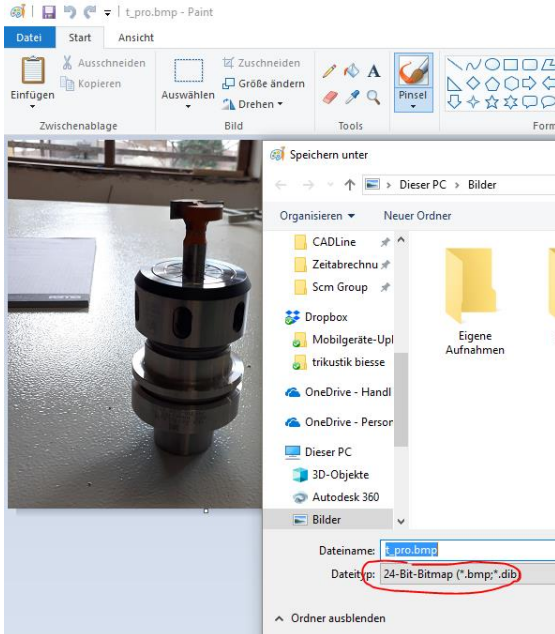 t_pro.bmp - Paint
Datei Start Ansicht
Einfügen
Ausschneiden
Kopieren
Zwischenablage
Auswählen
Zuschneiden
Größe ändern
Drehen
Bild
Tools
Pinsel
Form
Speichern unter
Dieser PC > Bilder
Organisieren Neuer Ordner
CADLine
Zeitabrechnu
Scm Group
Dropbox
Mobilgeräte-Upl
trikustik biesse
OneDrive - Handl
OneDrive - Person
Dieser PC
3D-Objekte
Autodesk 360
Bilder
Eigene
Aufnahmen
Dateiname: t_pro.bmp
Dateityp: 24-Bit-Bitmap (*.bmp;*.dib)
Ordner ausblenden